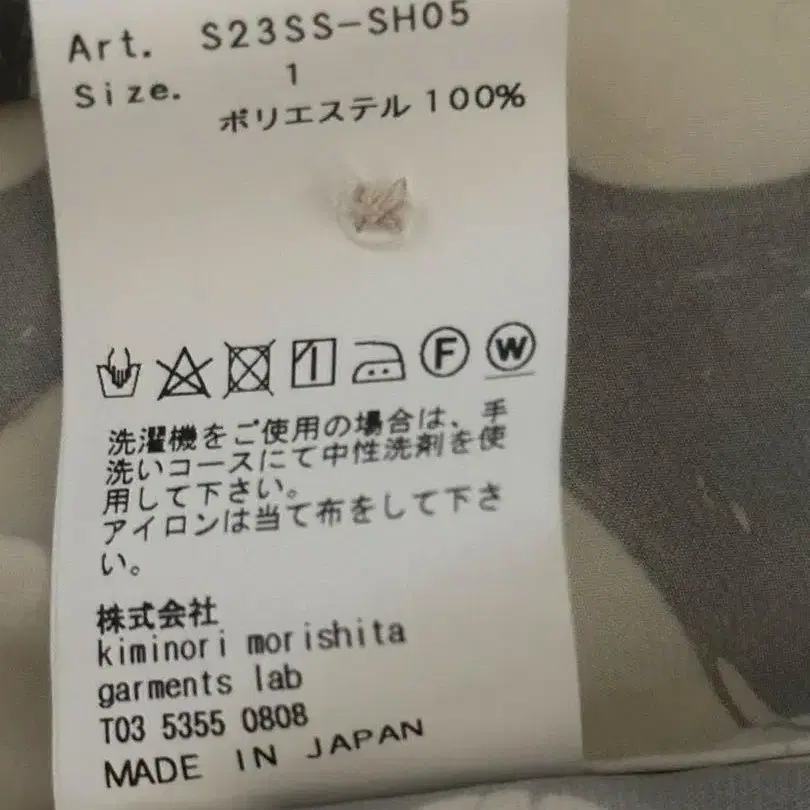 Art. S23SS-SH05
Size. 1
ポリエステル 100%
F W
洗濯機をご使用の場合は、手
洗いコースにて中性洗剤を使
用して下さい。
アイロンは当て布をして下さ
い。
株式会社
kiminori morishita
garments lab
T03 5355 0808
MADE IN JAPAN